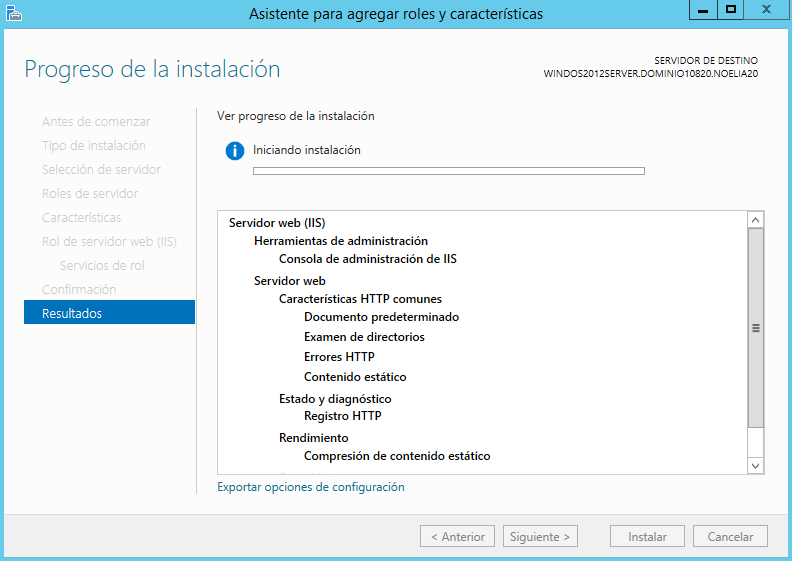 Asistente para agregar roles y características
Progreso de la instalación
SERVIDOR DE DESTINO
WINDOS2012SERVER.DOMINIO10820.NOELIA20
Antes de comenzar
Tipo de instalación
Selección de servidor
Roles de servidor
Características
Rol de servidor web (IIS)
Servicios de rol
Confirmación
Resultados
Ver progreso de la instalación
Iniciando instalación
Servidor web (IIS)
Herramientas de administración
Consola de administración de IIS
Servidor web
Características HTTP comunes
Documento predeterminado
Examen de directorios
Errores HTTP
Contenido estático
Estado y diagnóstico
Registro HTTP
Rendimiento
Compresión de contenido estático
Exportar opciones de configuración
< Anterior
Siguiente >
Instalar
Cancelar